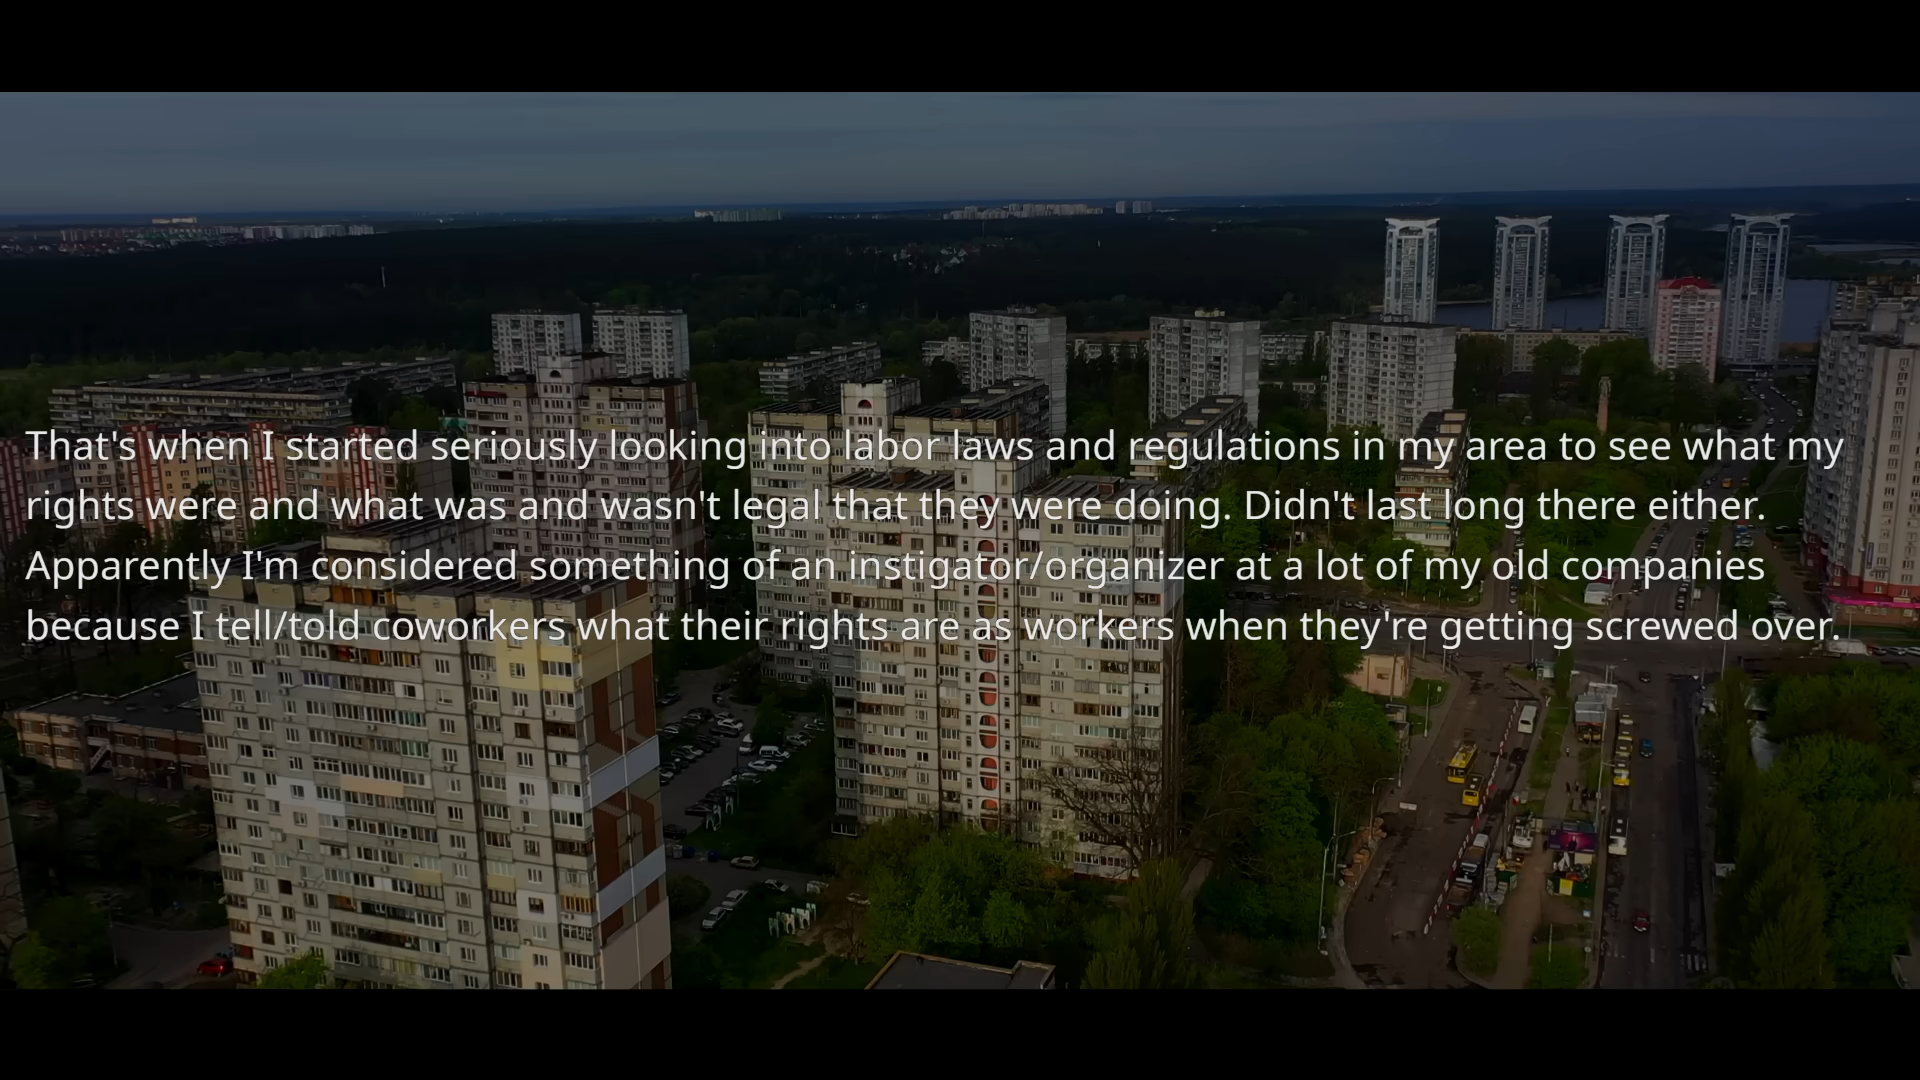 That's when I started seriously looking into labor laws and regulations in my area to see what my
rights were and what was and wasn't legal that they were doing. Didn't last long there either.
Apparently I'm considered something of an instigator/organizer at a lot of my old companies
because I tell/told coworkers what their rights are as workers when they're getting screwed over.